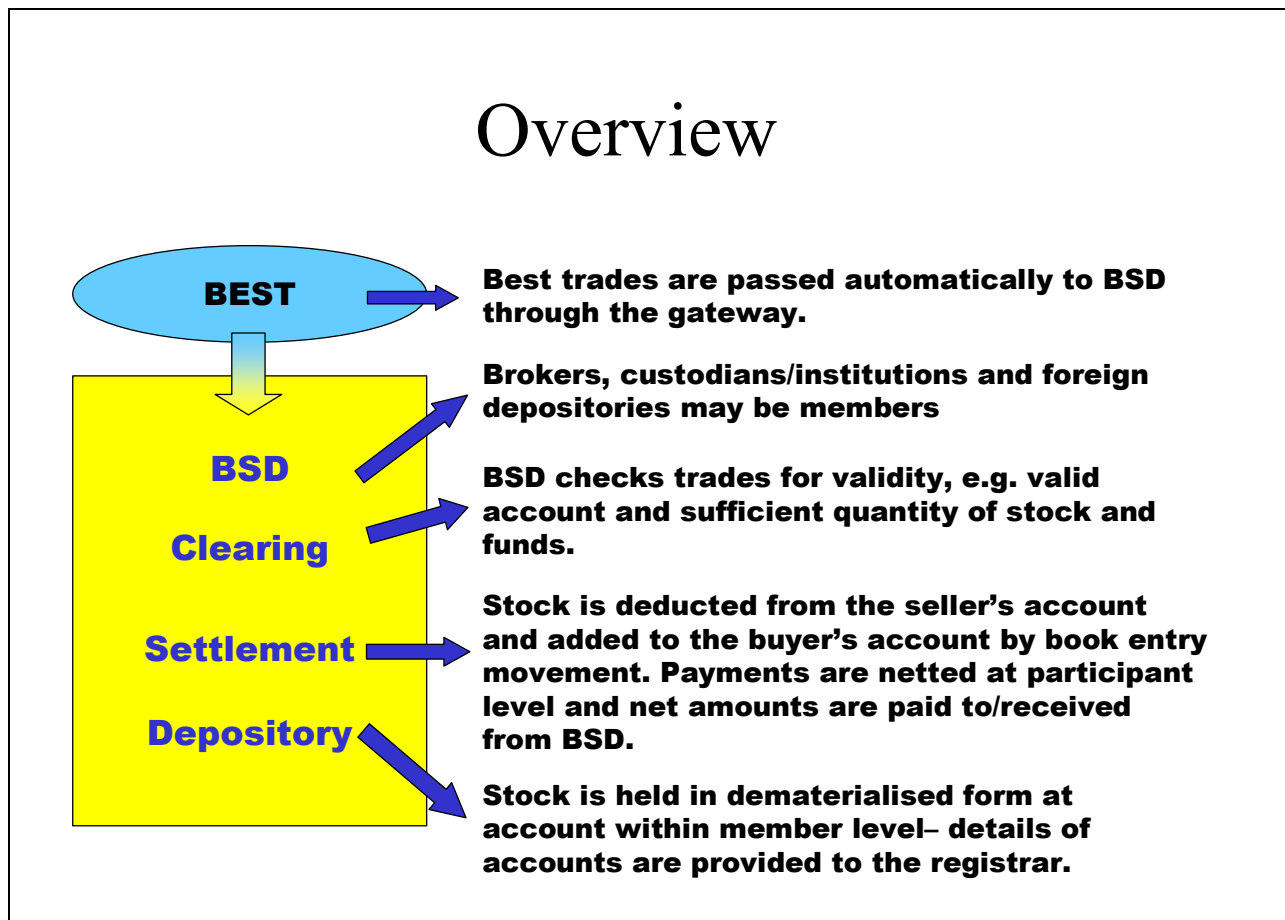 Overview
BEST
Best trades are passed automatically to BSD
through the gateway.
Brokers, custodians/institutions and foreign
depositories may be members
BSD
BSD checks trades for validity, e.g. valid
account and sufficient quantity of stock and
funds.
Clearing
Stock is deducted from the seller’s account
and added to the buyer’s account by book entry
movement. Payments are netted at participant
level and net amounts are paid to/received
from BSD.
Settlement
Depository
Stock is held in dematerialised form at
account within member level– details of
accounts are provided to the registrar.